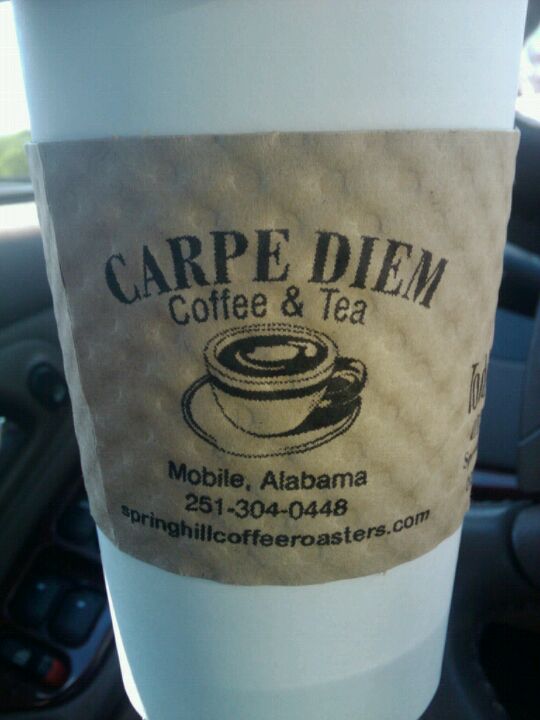 CARPE DIEM
Coffee & Tea
Mobile, Alabama
251-304-0448
springhillcoffeeroasters.com